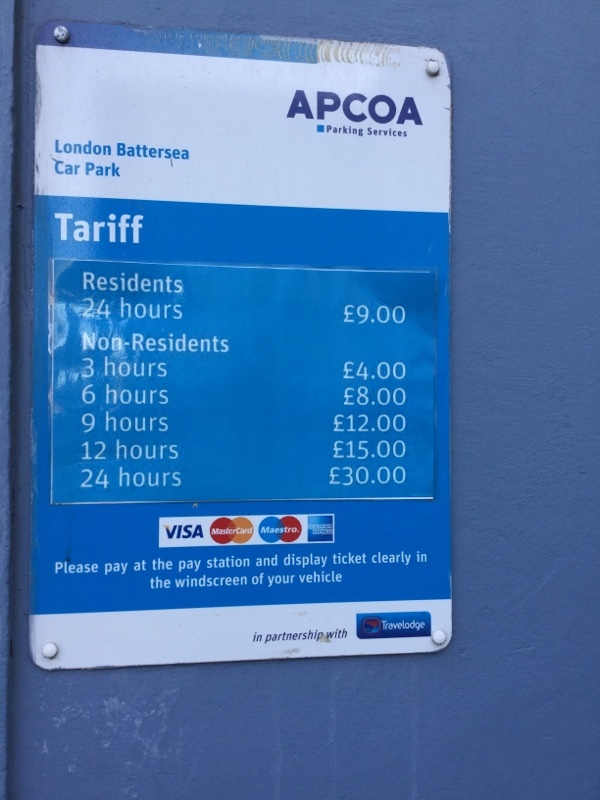 APCOA
Parking Services
London Battersea
Car Park
Tariff
Residents
24 hours £9.00
Non-Residents
3 hours £4.00
6 hours £8.00
9 hours £12.00
12 hours £15.00
24 hours £30.00
VISA MasterCard Maestro. AMERICAN EXPRESS
Please pay at the pay station and display ticket clearly in
the windscreen of your vehicle
in partnership with Travelodge